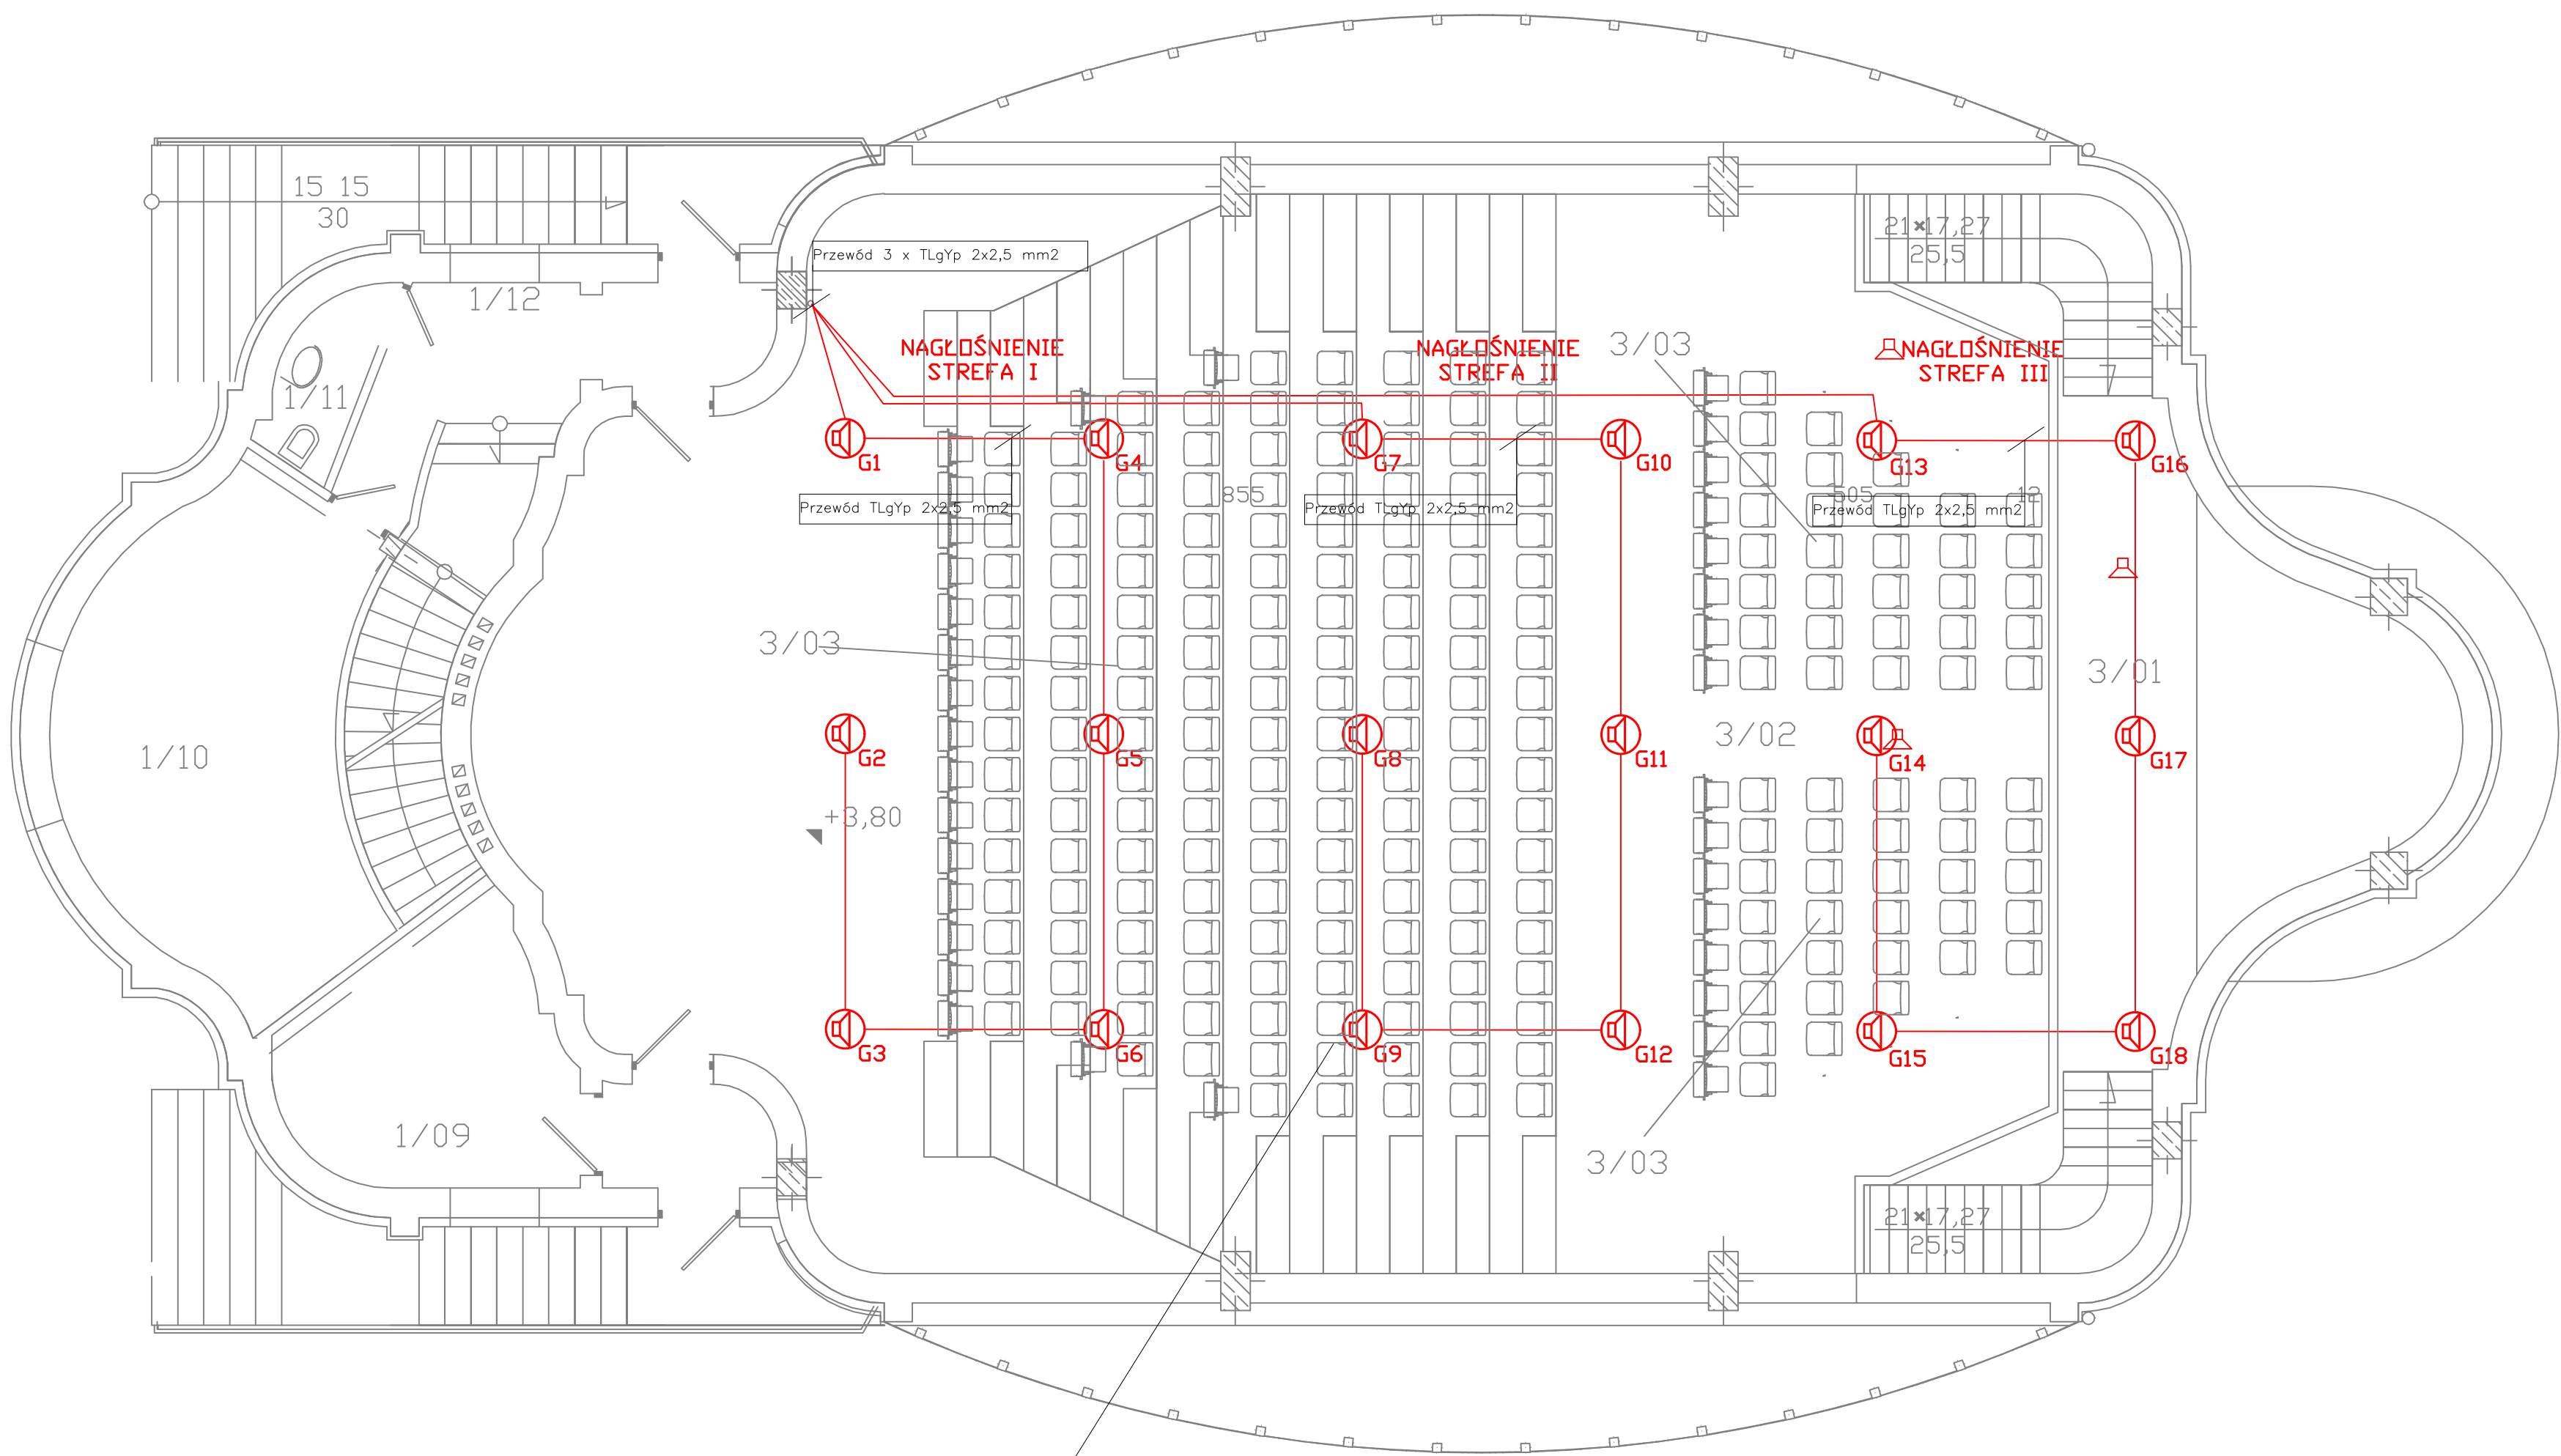 15 15
30
21×17,27
25,5
Przewód 3 x TLgYp 2x2,5 mm2
1/12
NAGŁOŚNIENIE
STREFA I
NAGŁOŚNIENIE
STREFA II
3/03
NAGŁOŚNIENIE
STREFA III
1/11
G1
G4
G7
G10
G13
G16
855
505
12
Przewód TLgYp 2x2,5 mm2
Przewód TLgYp 2x2,5 mm2
Przewód TLgYp 2x2,5 mm2
3/03
3/01
3/02
1/10
G2
G5
G8
G11
G14
G17
+3,80
G3
G6
G9
G12
G15
G18
1/09
3/03
21×17,27
25,5